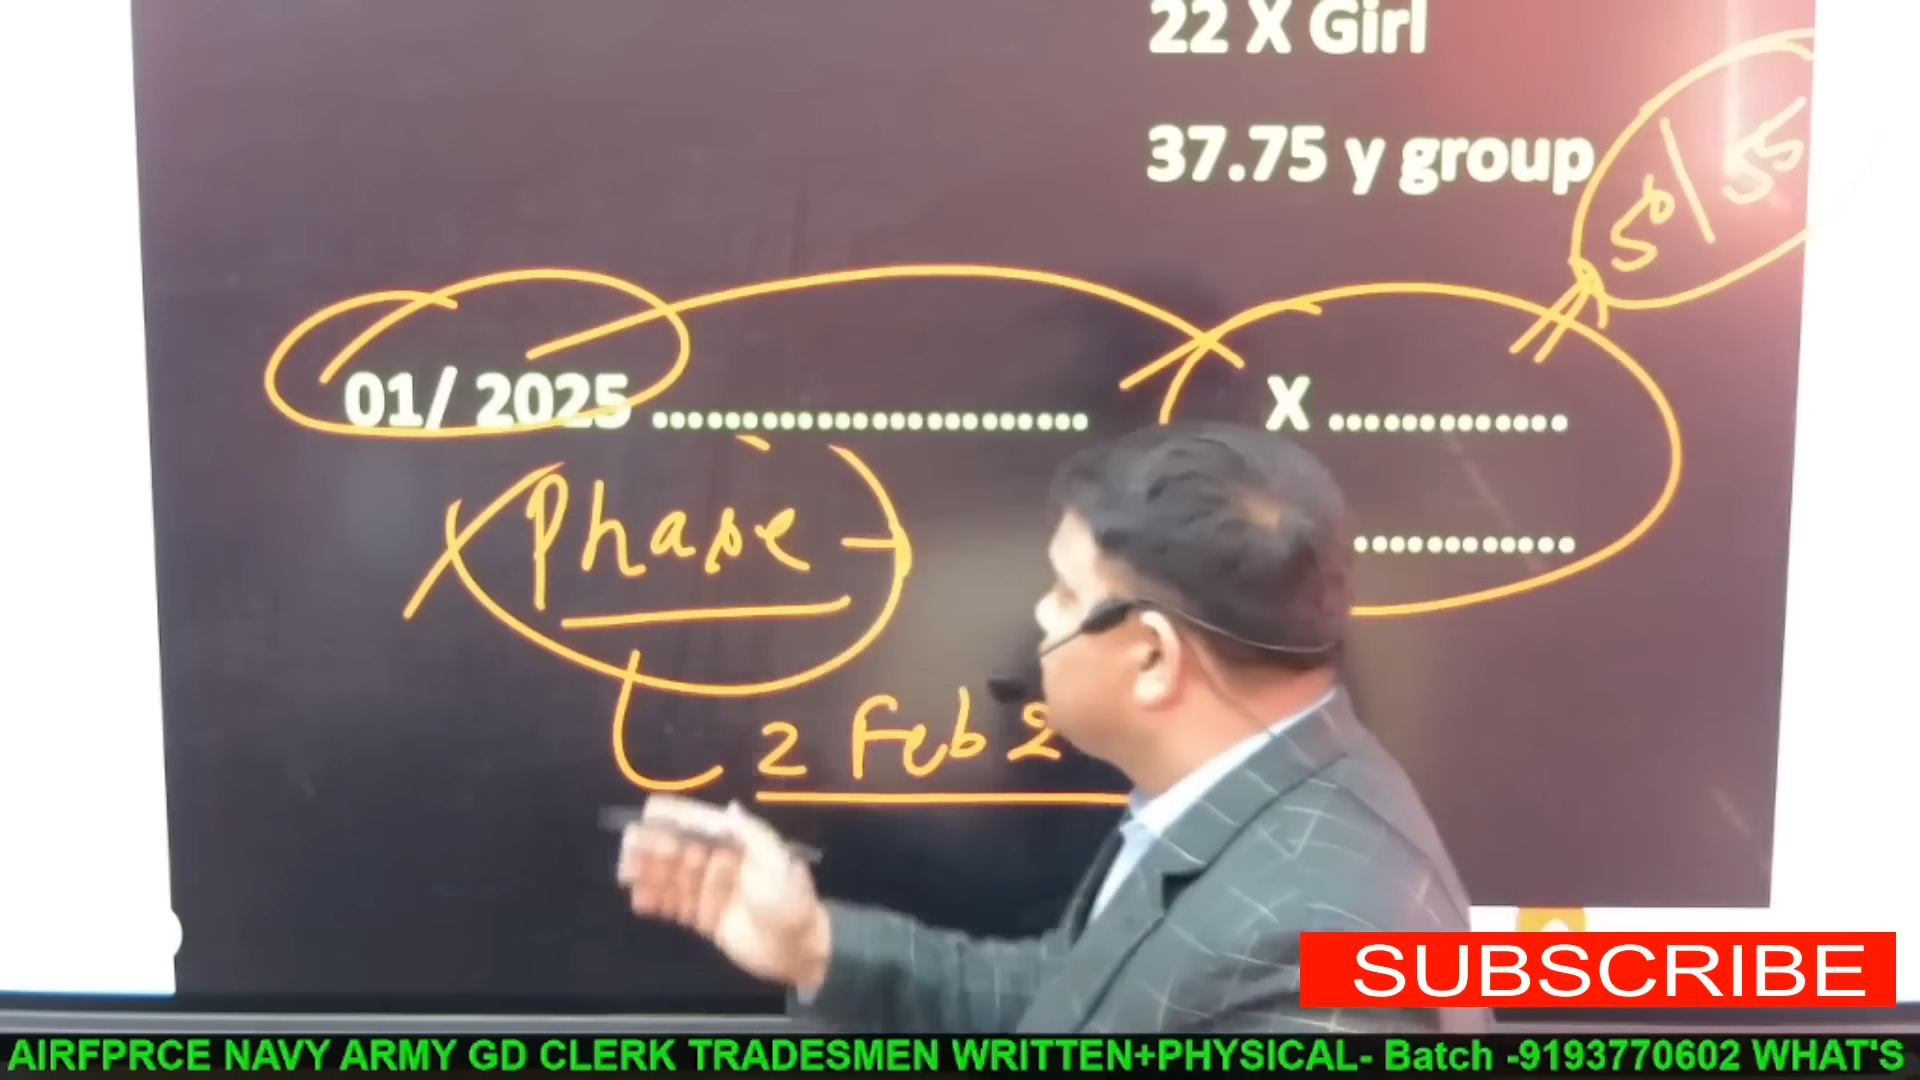 22 X Girl
37.75 y group
50 | 55
01/ 2025 ........................ X .............
X Phase -
.............
2 Feb 2
SUBSCRIBE
AIRFPRCE NAVY ARMY GD CLERK TRADESMEN WRITTEN+PHYSICAL- Batch -9193770602 WHAT'S